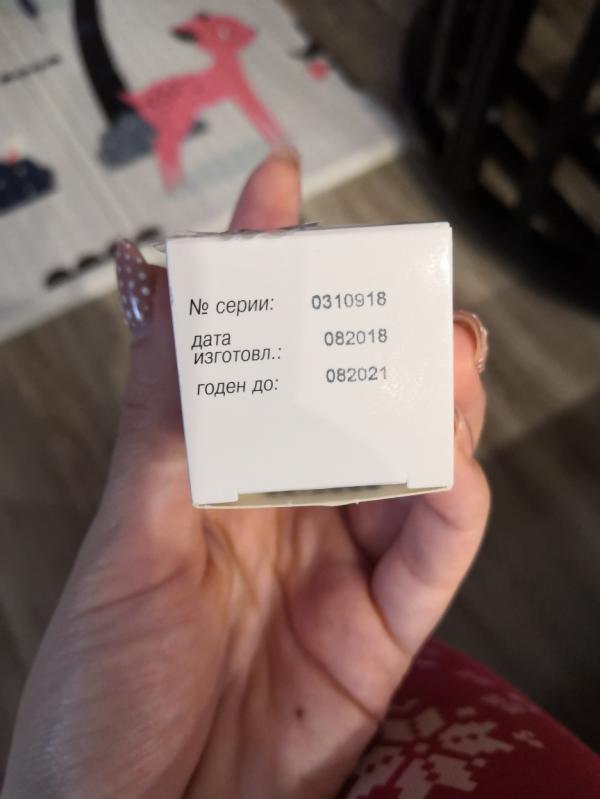 № серии: 0310918
дата
изготовл.: 082018
годен до: 082021